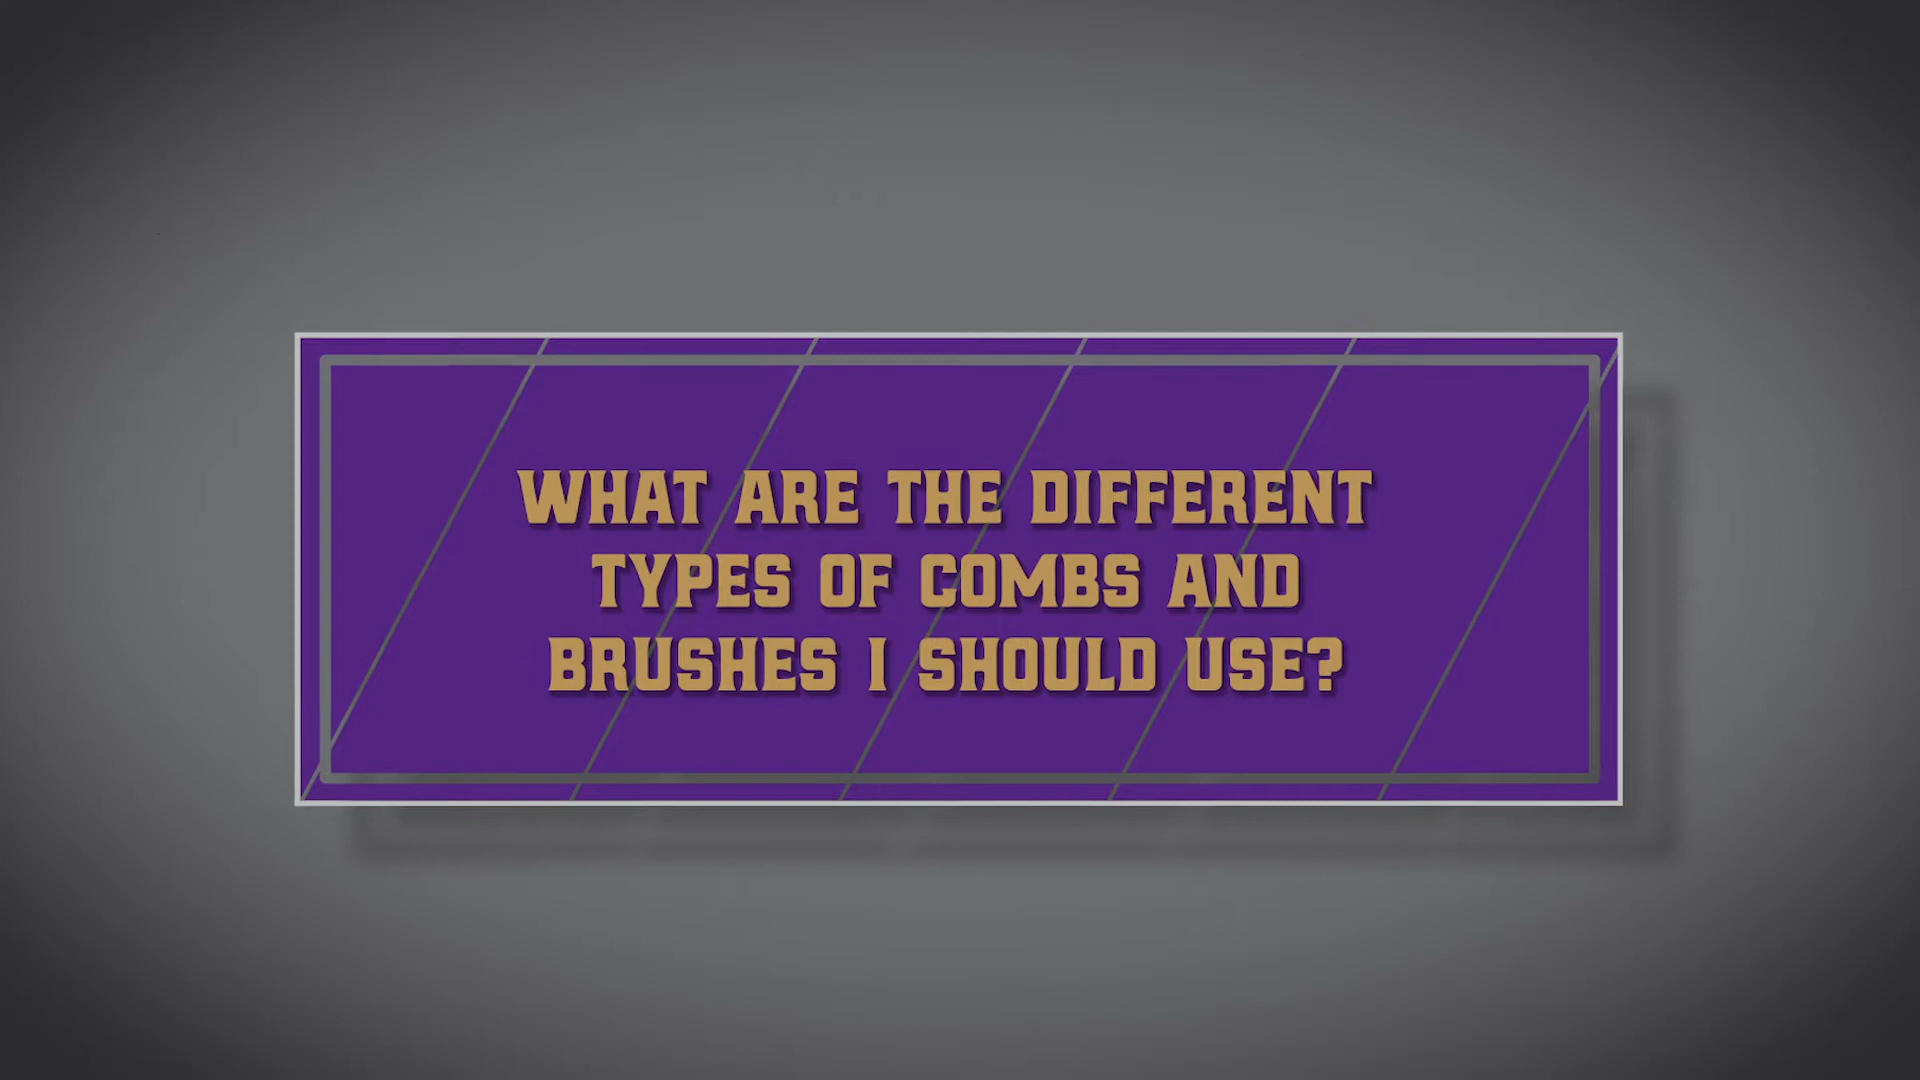 WHAT ARE THE DIFFERENT
TYPES OF COMBS AND
BRUSHES I SHOULD USE?